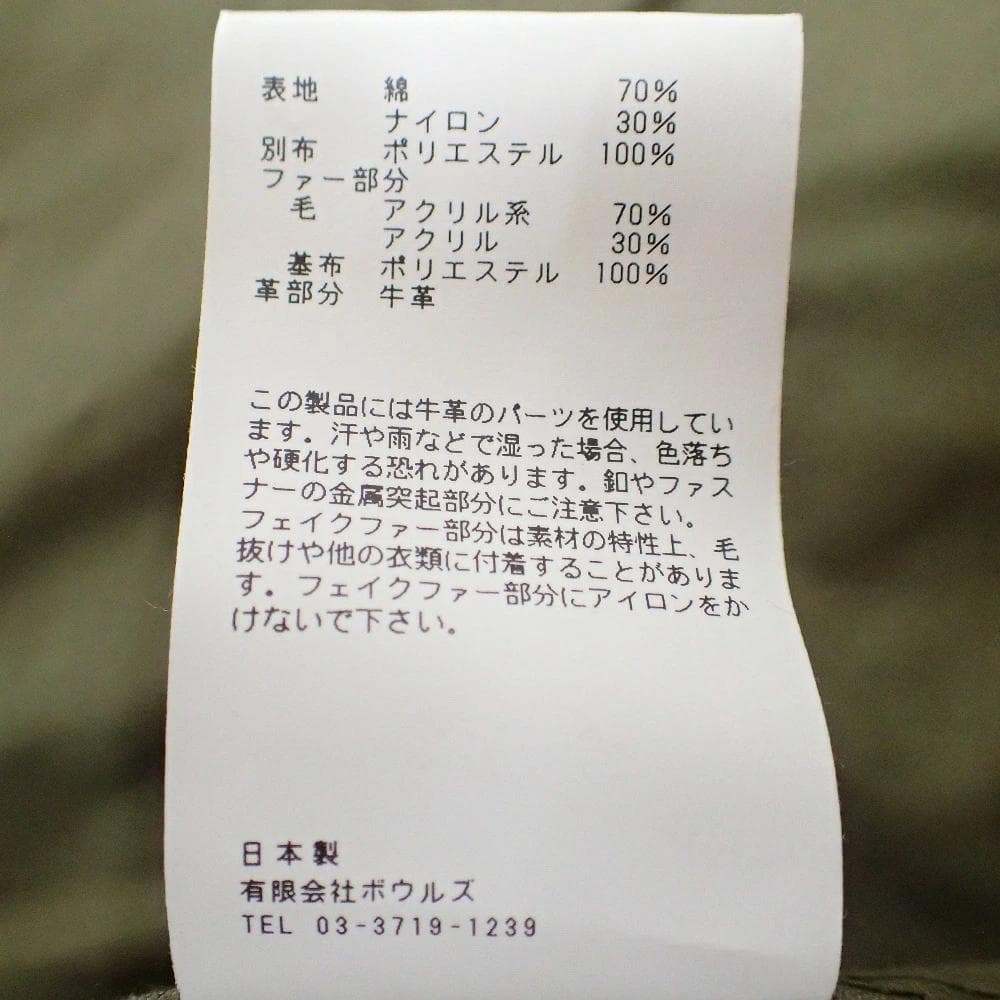 表地 綿 70%
ナイロン 30%
別布 ポリエステル 100%
ファー部分
毛 アクリル系 70%
アクリル 30%
基布 ポリエステル 100%
革部分 牛革
この製品には牛革のパーツを使用してい
ます。汗や雨などで湿った場合、色落ち
や硬化する恐れがあります。釦やファス
ナーの金属突起部分にご注意下さい。
フェイクファー部分は素材の特性上、毛
抜けや他の衣類に付着することがありま
す。フェイクファー部分にアイロンをか
けないで下さい。
日本製
有限会社ボウルズ
TEL 03-3719-1239